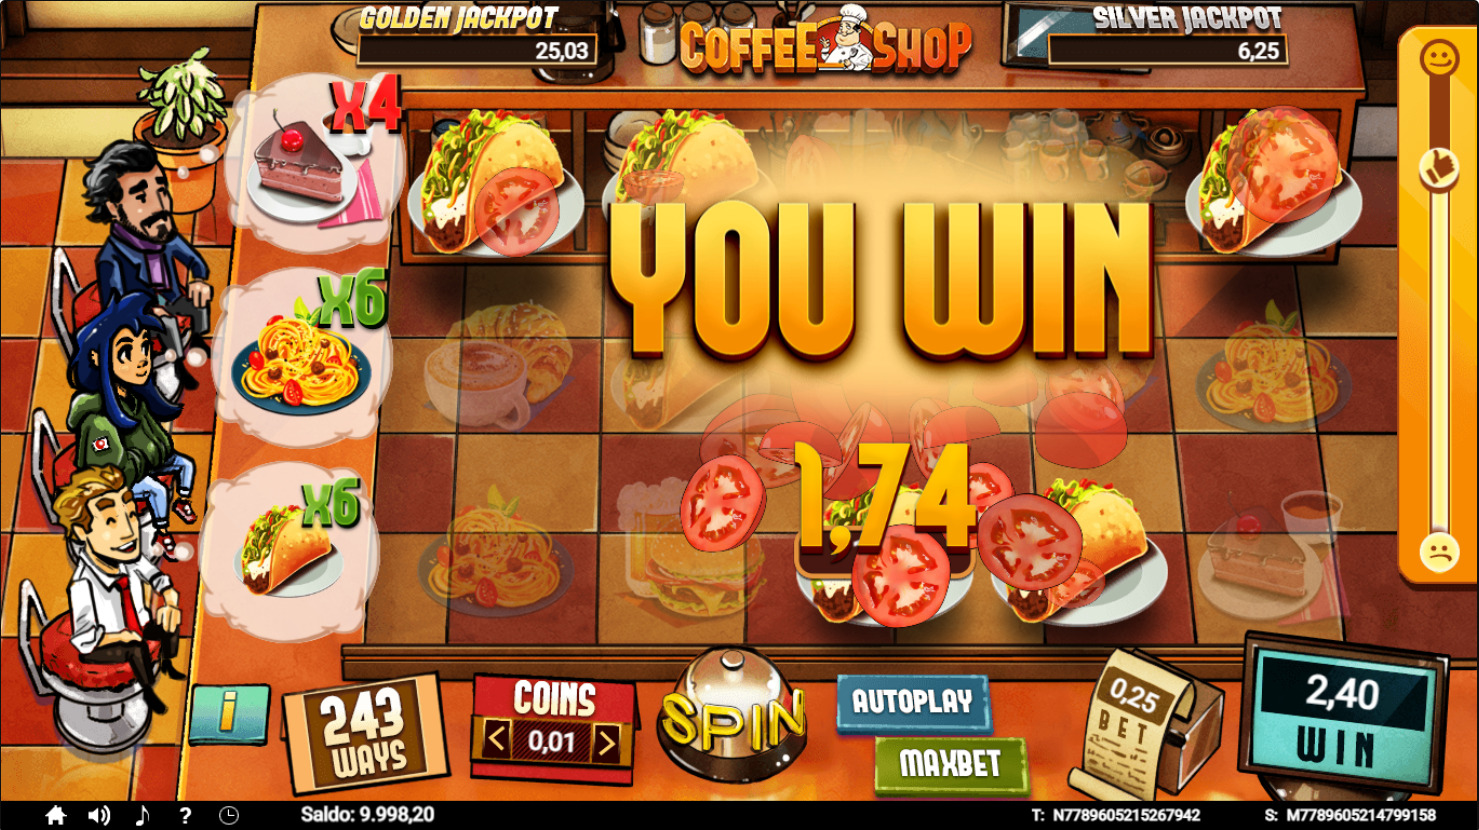 GOLDEN JACKPOT
25,03
COFFEE SHOP
SILVER JACKPOT
6,25
X4
X6
X6
YOU WIN
1,74
i
243
WAYS
COINS
< 0,01 >
SPIN
AUTOPLAY
MAXBET
0,25
BET
2,40
WIN
? Saldo: 9.998,20 T: N7789605215267942 S: M7789605214799158